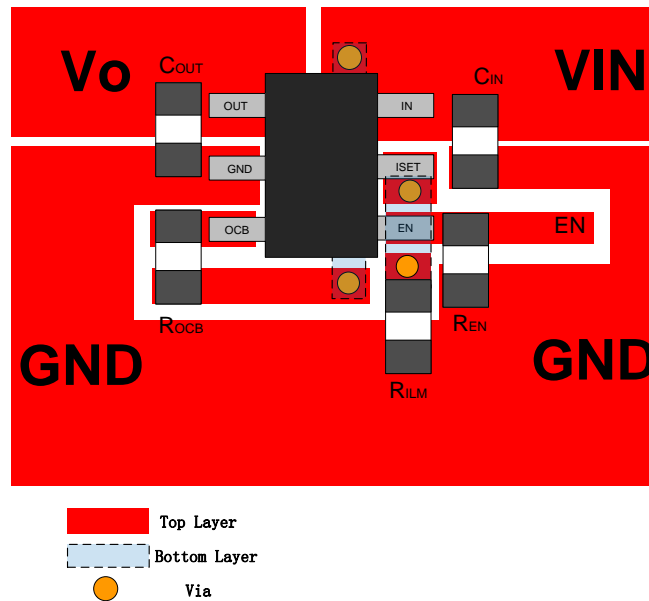 Vo
COUT
CIN
VIN
OUT
IN
GND
ISET
OCB
EN
EN
ROCB
REN
GND
GND
RILM
Top Layer
Bottom Layer
Via